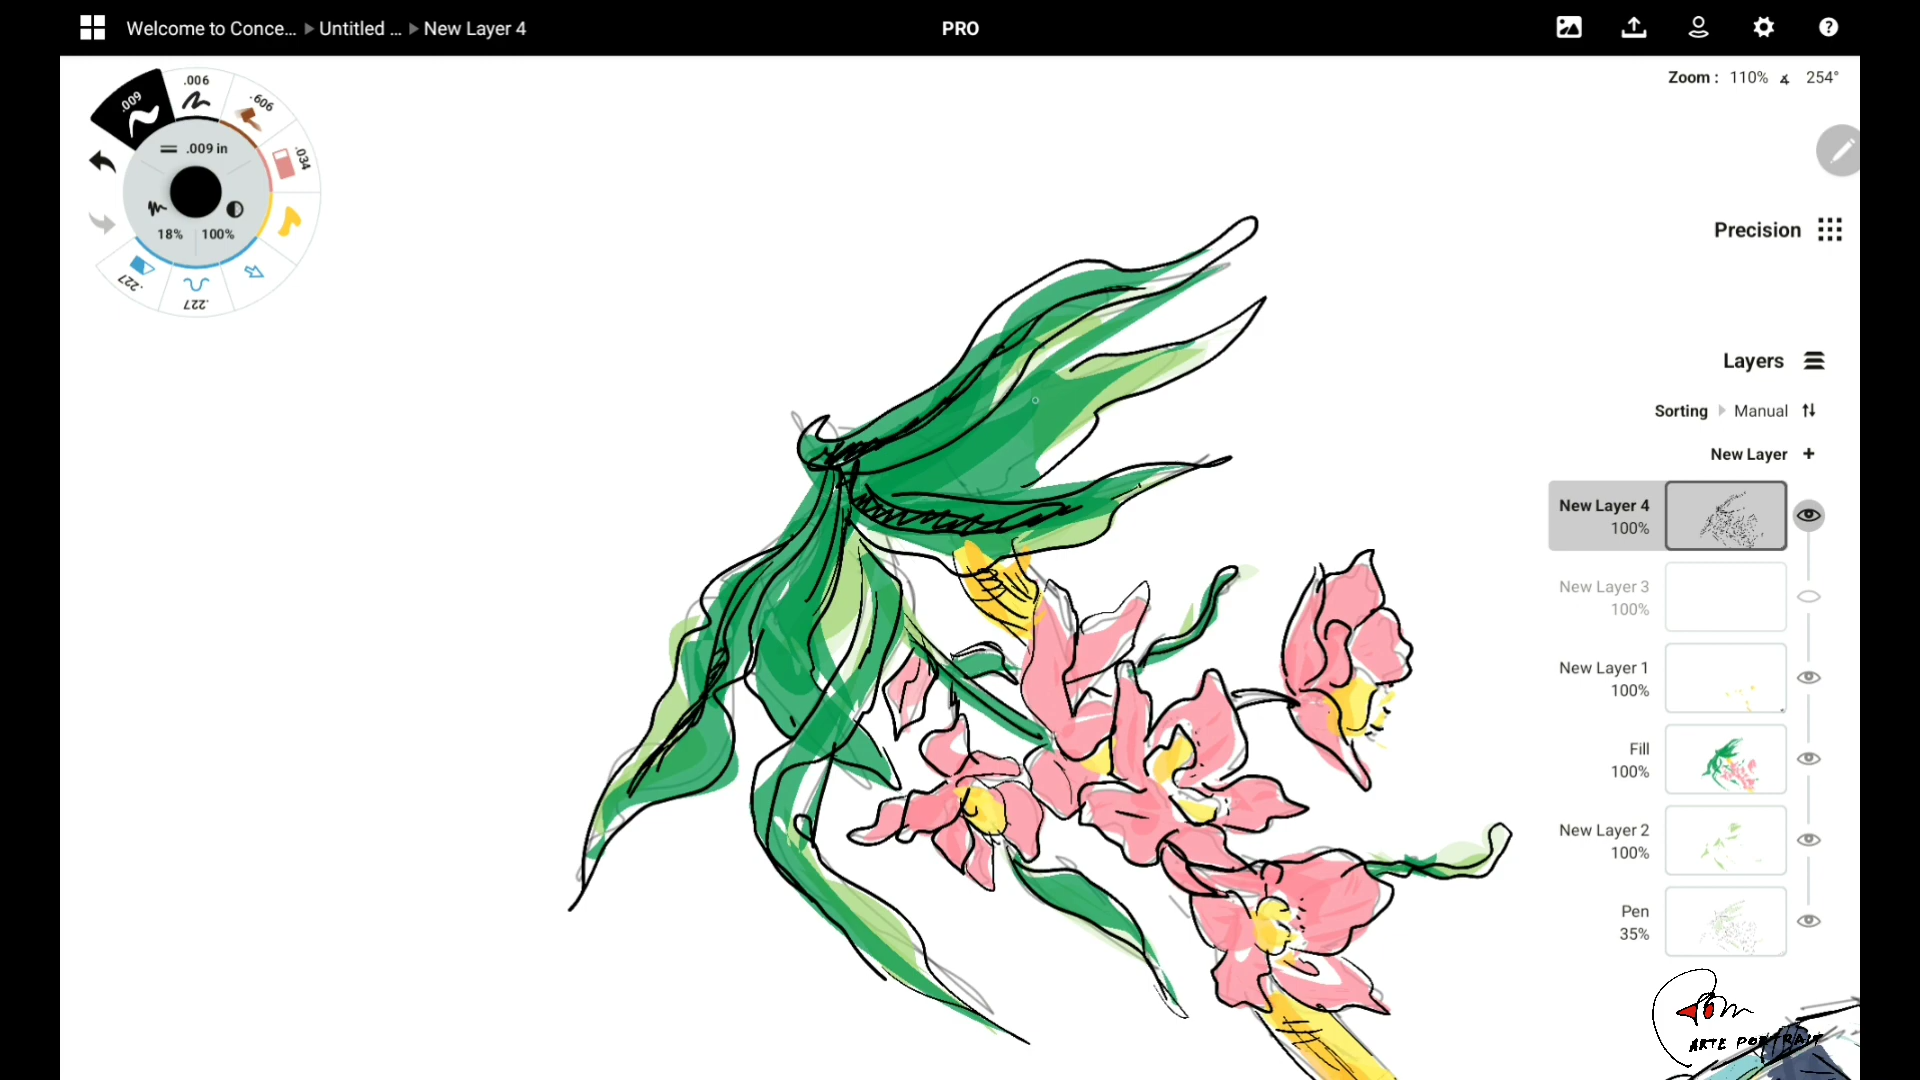 Welcome to Conce... Untitled ... New Layer 4
PRO
Zoom : 110% 254°
.009
.006
.606
.034
.009 in
18% 100%
.227
.227
Precision
Layers
Sorting Manual
New Layer +
New Layer 4
100%
New Layer 3
100%
New Layer 1
100%
Fill
100%
New Layer 2
100%
Pen
35%
ARTE PORTRAIT